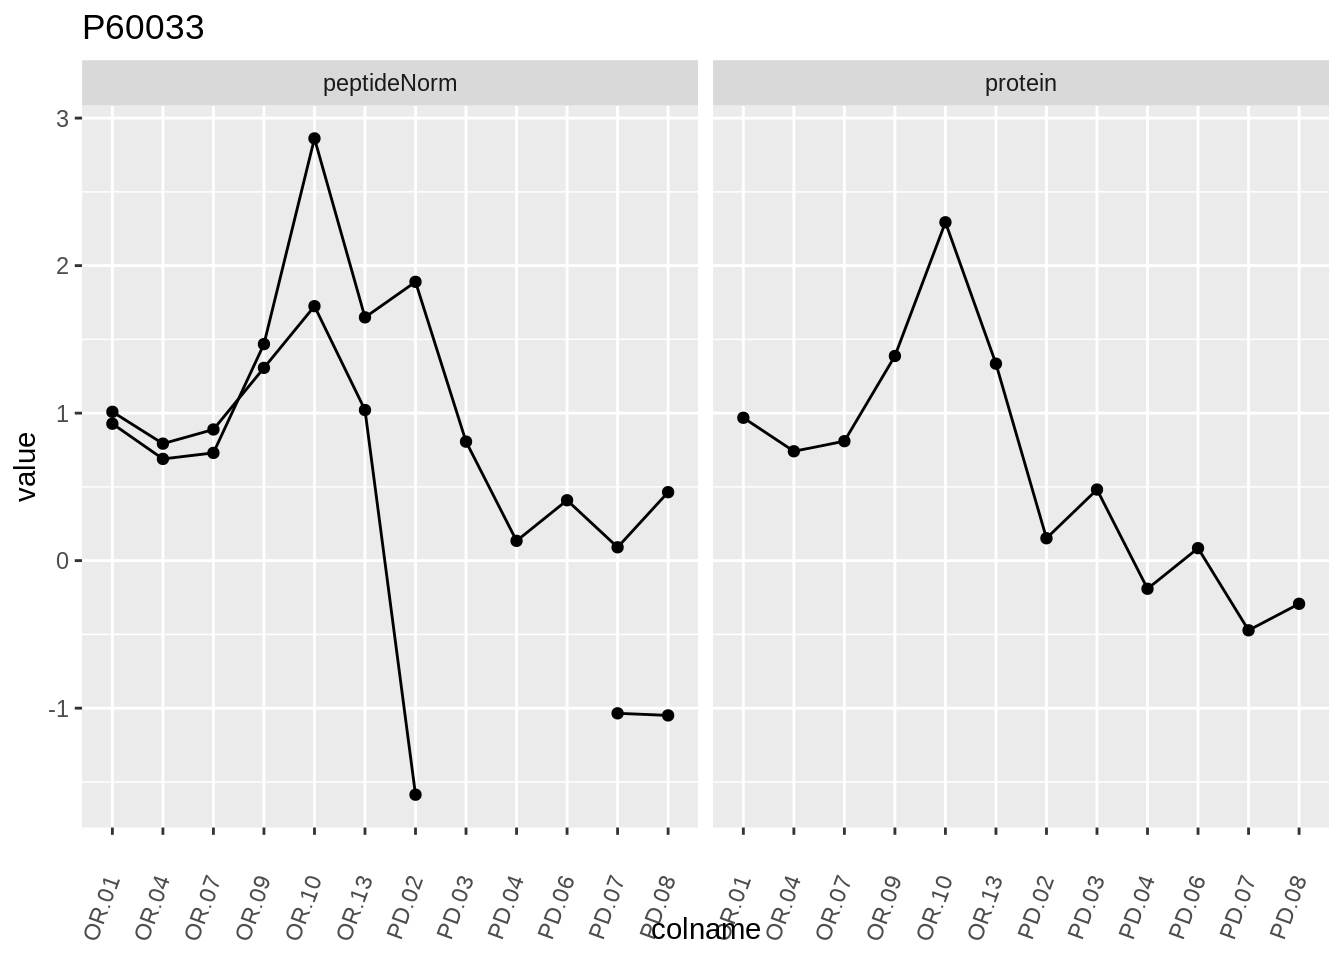 P60033
peptideNorm
protein
3
2
1
0
-1
value
OR.01
OR.04
OR.07
OR.09
OR.10
OR.13
PD.02
PD.03
PD.04
PD.06
PD.07
PD.08
OR.01
OR.04
OR.07
OR.09
OR.10
OR.13
PD.02
PD.03
PD.04
PD.06
PD.07
PD.08
colname